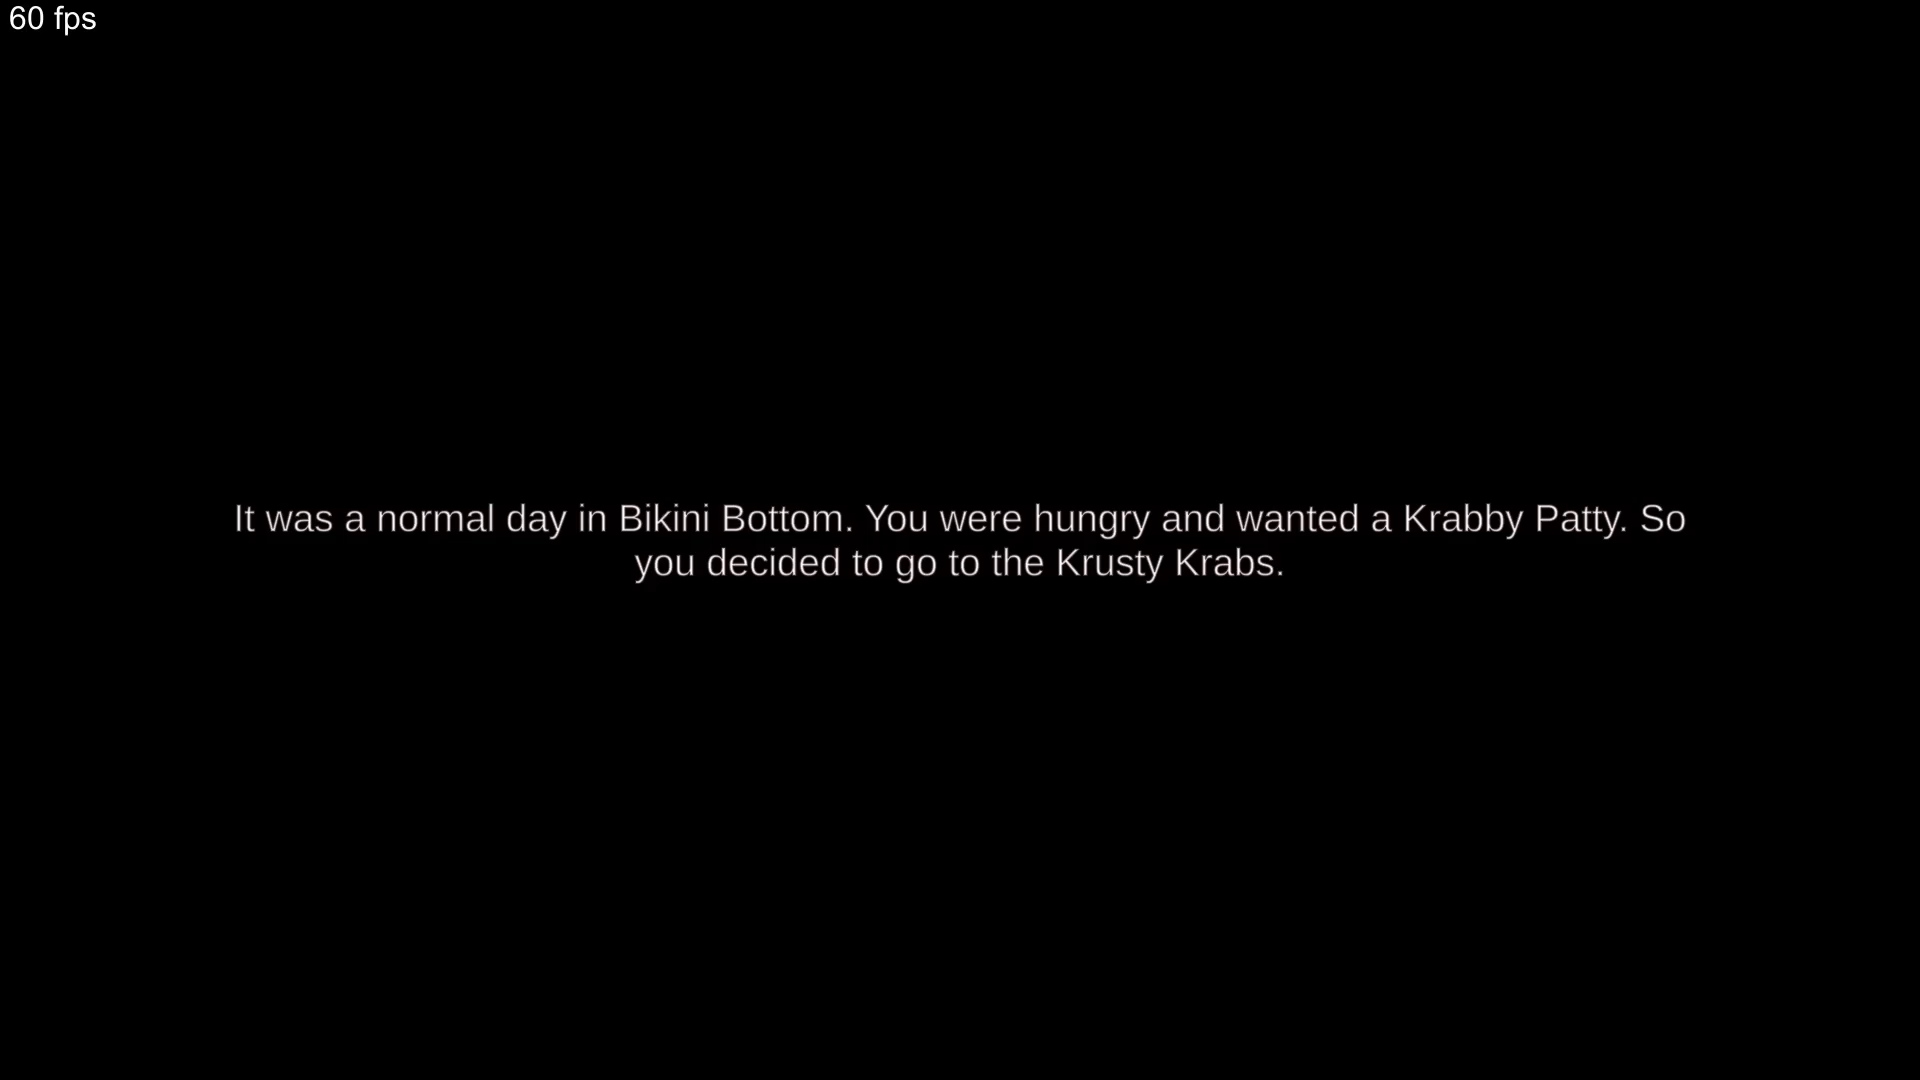 60 fps
It was a normal day in Bikini Bottom. You were hungry and wanted a Krabby Patty. So
you decided to go to the Krusty Krabs.